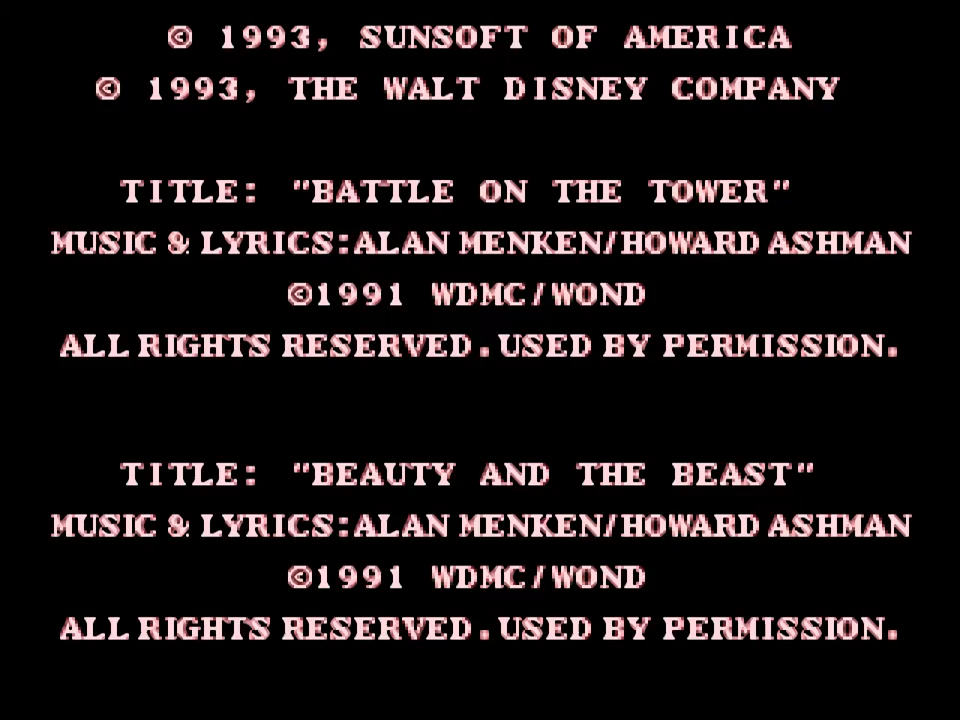 © 1993, SUNSOFT OF AMERICA
© 1993, THE WALT DISNEY COMPANY
TITLE: "BATTLE ON THE TOWER"
MUSIC & LYRICS:ALAN MENKEN/HOWARD ASHMAN
©1991 WDMC/WOND
ALL RIGHTS RESERVED.USED BY PERMISSION.
TITLE: "BEAUTY AND THE BEAST"
MUSIC & LYRICS:ALAN MENKEN/HOWARD ASHMAN
©1991 WDMC/WOND
ALL RIGHTS RESERVED.USED BY PERMISSION.